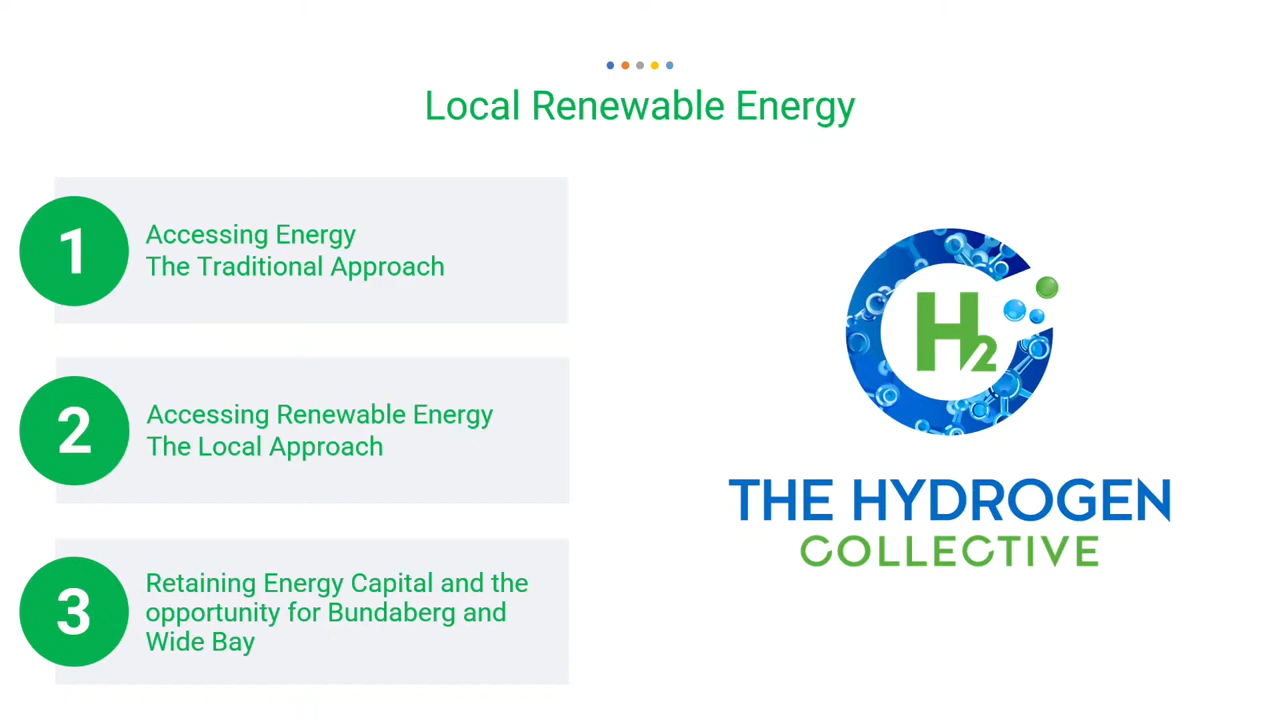 Local Renewable Energy
1
Accessing Energy
The Traditional Approach
2
Accessing Renewable Energy
The Local Approach
3
Retaining Energy Capital and the
opportunity for Bundaberg and
Wide Bay
H2
THE HYDROGEN
COLLECTIVE